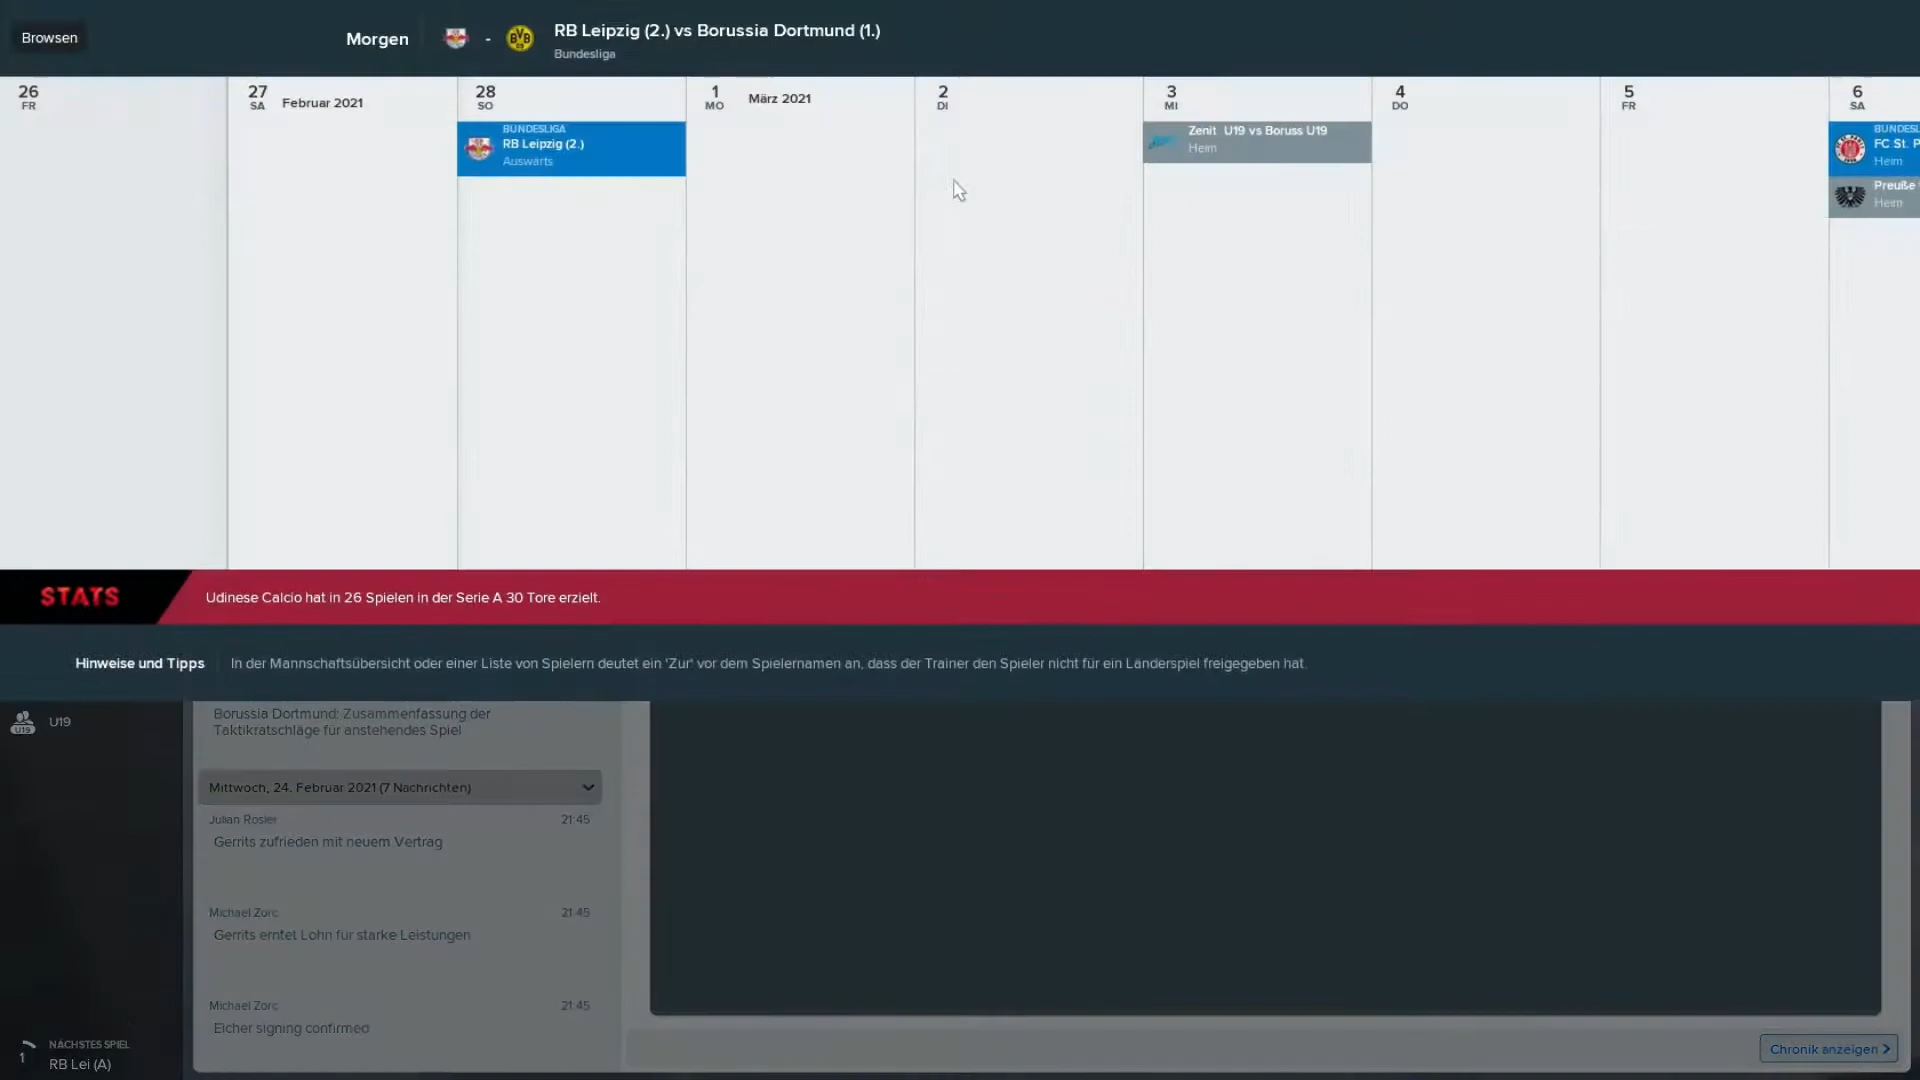 Browsen
Morgen
RB Leipzig (2.) vs Borussia Dortmund (1.)
Bundesliga
26
FR
27
SA
Februar 2021
28
SO
1
MO
März 2021
2
DI
3
MI
4
DO
5
FR
6
SA
BUNDESLIGA
RB Leipzig (2.)
Auswärts
Zenit U19 vs Boruss U19
Heim
BUNDESL
FC St. P
Heim
Preuße
Heim
STATS
Udinese Calcio hat in 26 Spielen in der Serie A 30 Tore erzielt.
Hinweise und Tipps
In der Mannschaftsübersicht oder einer Liste von Spielern deutet ein 'Zur' vor dem Spielernamen an, dass der Trainer den Spieler nicht für ein Länderspiel freigegeben hat.
U19
U19
Borussia Dortmund: Zusammenfassung der
Taktikratschläge für anstehendes Spiel
Mittwoch, 24. Februar 2021 (7 Nachrichten)
Julian Rosier
21:45
Gerrits zufrieden mit neuem Vertrag
Michael Zorc
21:45
Gerrits erntet Lohn für starke Leistungen
Michael Zorc
21:45
Eicher signing confirmed
1
NÄCHSTES SPIEL
RB Lei (A)
Chronik anzeigen